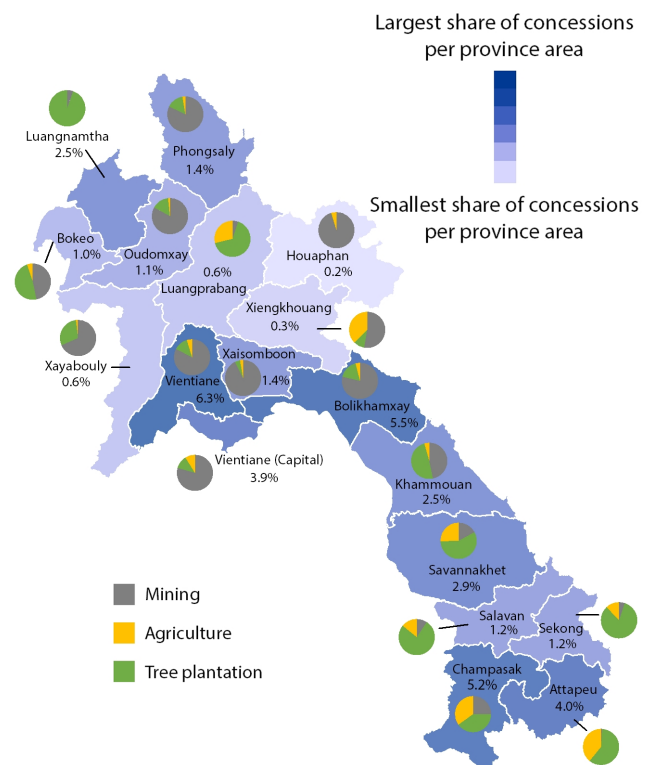 Largest share of concessions
per province area
Smallest share of concessions
per province area
Luangnamtha
2.5%
Phongsaly
1.4%
Bokeo
1.0%
Oudomxay
1.1%
0.6%
Luangprabang
Houaphan
0.2%
Xiengkhouang
0.3%
Xayabouly
0.6%
Vientiane
6.3%
Xaisomboon
1.4%
Bolikhamxay
5.5%
Vientiane (Capital)
3.9%
Khammouan
2.5%
Savannakhet
2.9%
Salavan
1.2%
Sekong
1.2%
Champasak
5.2%
Attapeu
4.0%
Mining
Agriculture
Tree plantation